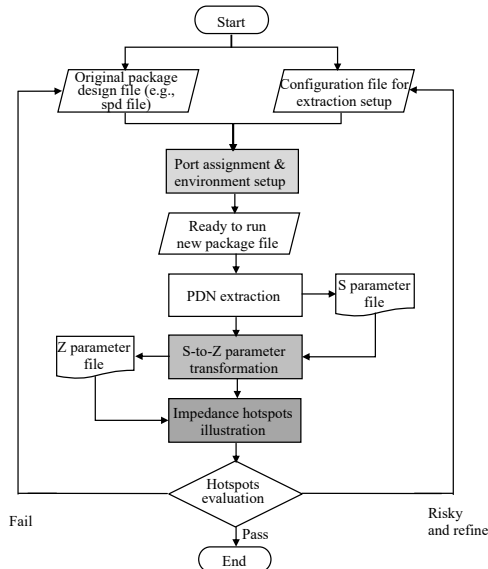 Start
Original package
design file (e.g.,
spd file)
Configuration file for
extraction setup
Port assignment &
environment setup
Ready to run
new package file
PDN extraction
S parameter
file
Z parameter
file
S-to-Z parameter
transformation
Impedance hotspots
illustration
Hotspots
evaluation
Fail
Risky
and refine
Pass
End